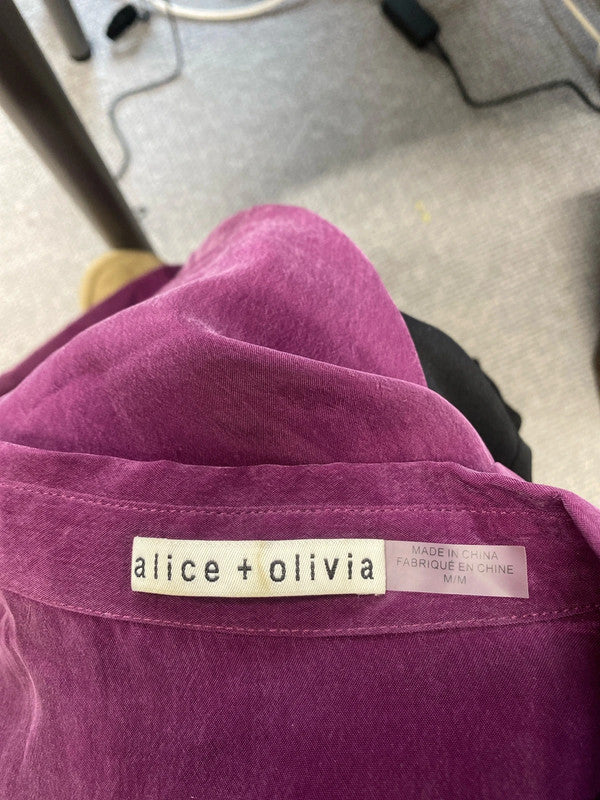 alice + olivia
MADE IN CHINA
FABRIQUÉ EN CHINE
M/M